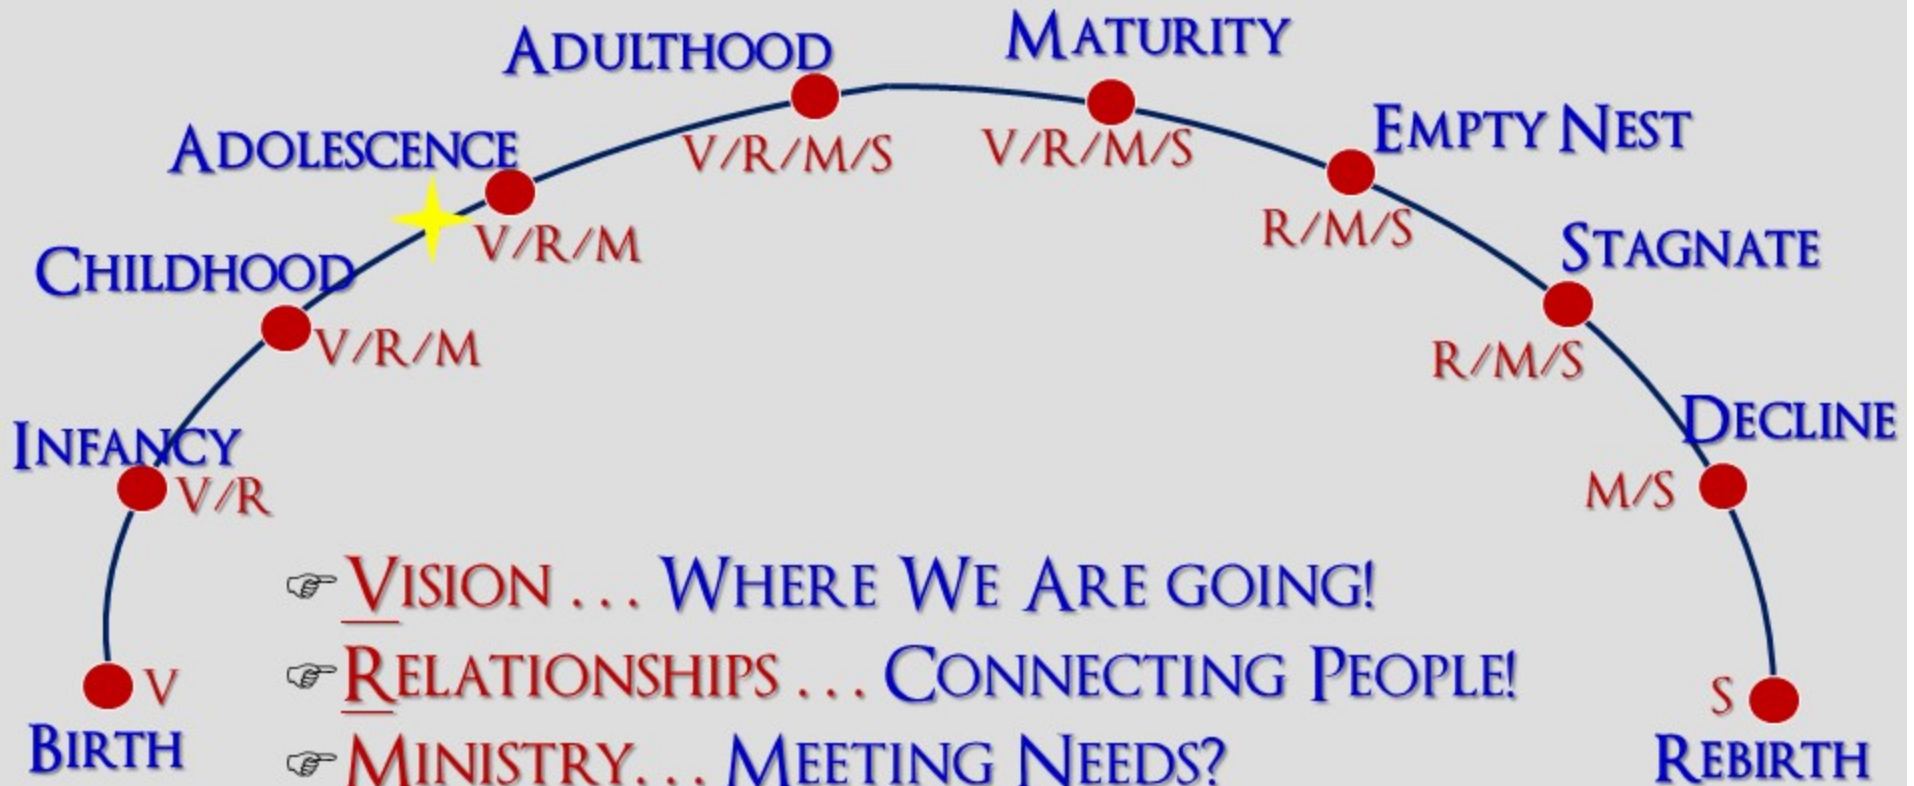 MATURITY
ADULTHOOD
EMPTY NEST
ADOLESCENCE
V/R/M/S
V/R/M/S
R/M/S
STAGNATE
V/R/M
CHILDHOOD
V/R/M
R/M/S
DECLINE
INFANCY
V/R
M/S
VISION ... WHERE WE ARE GOING!
RELATIONSHIPS ... CONNECTING PEOPLE!
V
S
BIRTH
MINISTRY... MEETING NEEDS?
REBIRTH